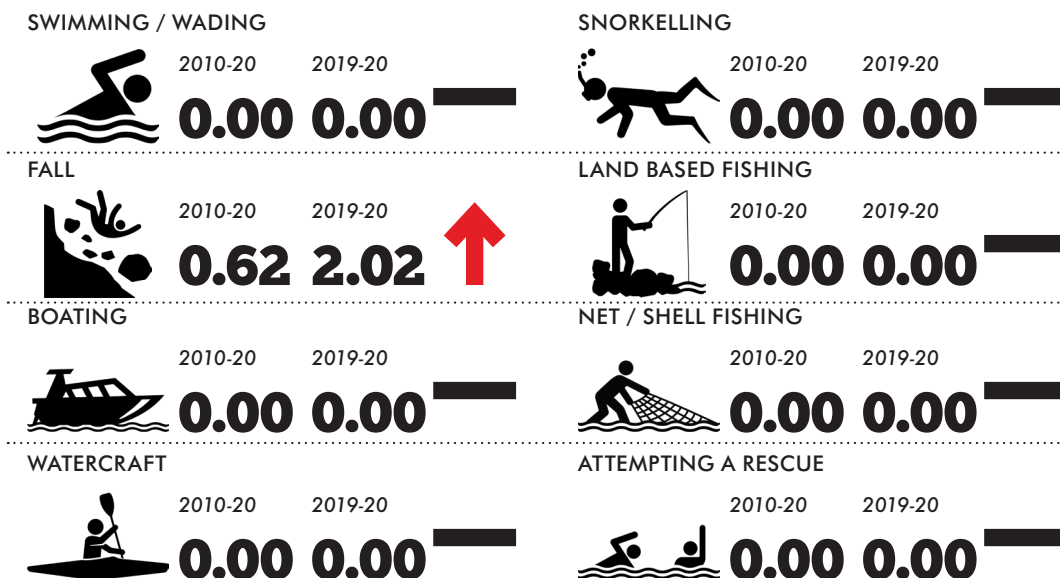 SWIMMING / WADING
2010-20 2019-20
0.00 0.00
SNORKELLING
2010-20 2019-20
0.00 0.00
FALL
2010-20 2019-20
0.62 2.02
LAND BASED FISHING
2010-20 2019-20
0.00 0.00
BOATING
2010-20 2019-20
0.00 0.00
NET / SHELL FISHING
2010-20 2019-20
0.00 0.00
WATERCRAFT
2010-20 2019-20
0.00 0.00
ATTEMPTING A RESCUE
2010-20 2019-20
0.00 0.00